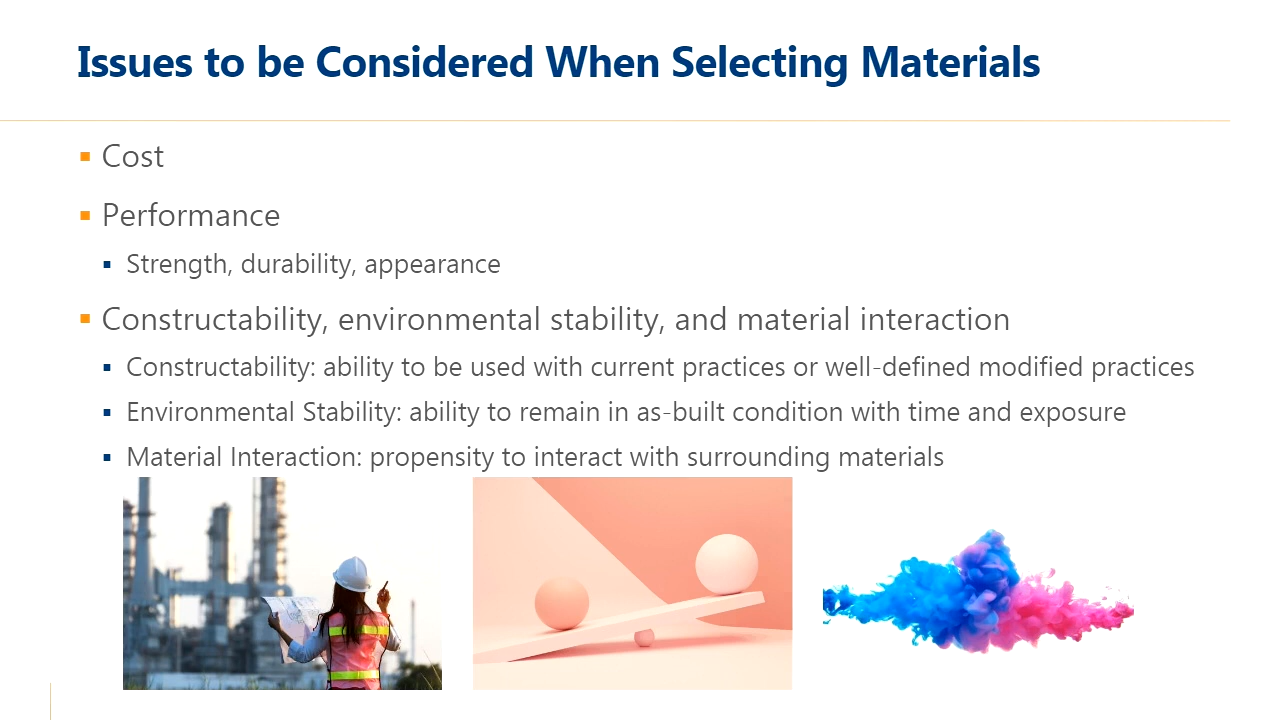 Issues to be Considered When Selecting Materials
Cost
Performance
Strength, durability, appearance
Constructability, environmental stability, and material interaction
Constructability: ability to be used with current practices or well-defined modified practices
Environmental Stability: ability to remain in as-built condition with time and exposure
Material Interaction: propensity to interact with surrounding materials